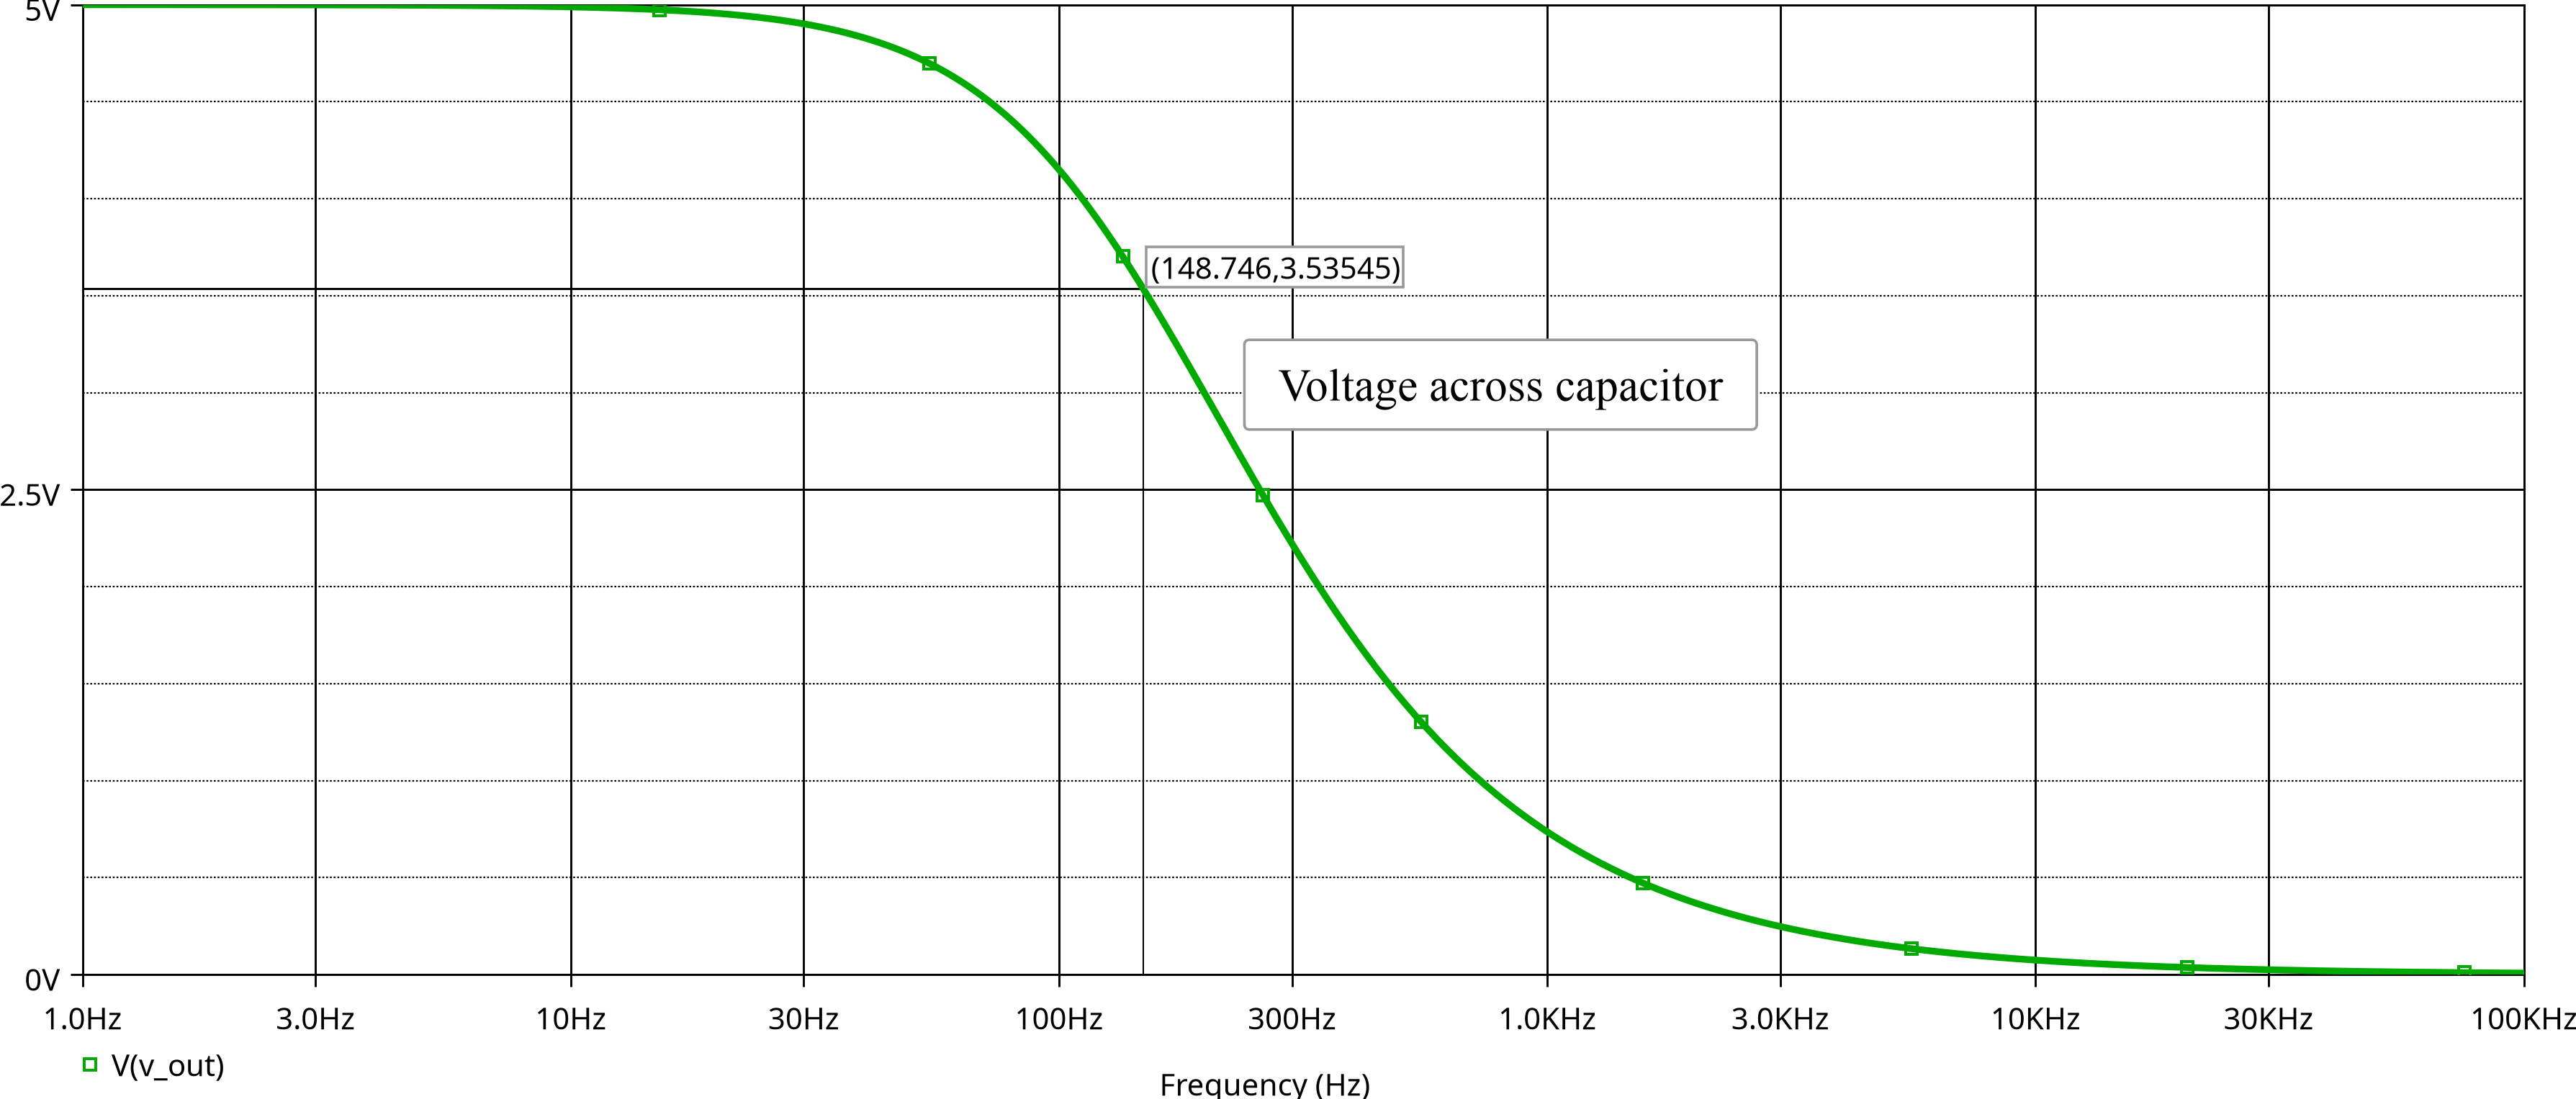 5V
(148.746,3.53545)
Voltage across capacitor
2.5V
0V
1.0Hz 3.0Hz 10Hz 30Hz 100Hz 300Hz 1.0KHz 3.0KHz 10KHz 30KHz 100KHz
V(v_out)
Frequency (Hz)